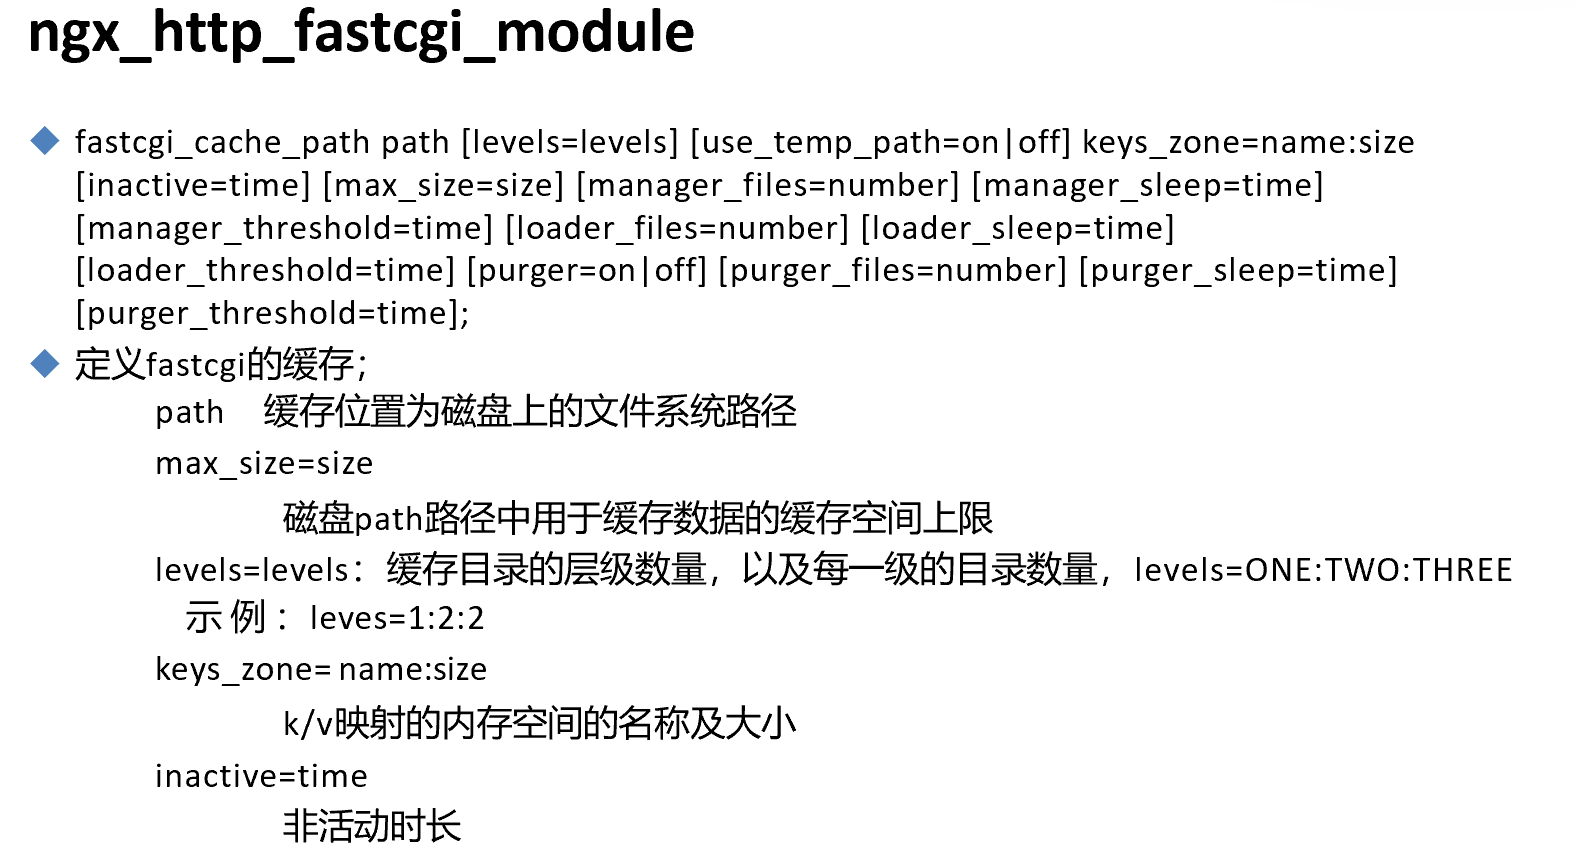 ngx_http_fastcgi_module
fastcgi_cache_path path [levels=levels] [use_temp_path=on|off] keys_zone=name:size
[inactive=time] [max_size=size] [manager_files=number] [manager_sleep=time]
[manager_threshold=time] [loader_files=number] [loader_sleep=time]
[loader_threshold=time] [purger=on|off] [purger_files=number] [purger_sleep=time]
[purger_threshold=time];
定义fastcgi的缓存;
path 缓存位置为磁盘上的文件系统路径
max_size=size
磁盘path路径中用于缓存数据的缓存空间上限
levels=levels：缓存目录的层级数量，以及每一级的目录数量，levels=ONE:TWO:THREE
示例：leves=1:2:2
keys_zone=name:size
k/v映射的内存空间的名称及大小
inactive=time
非活动时长